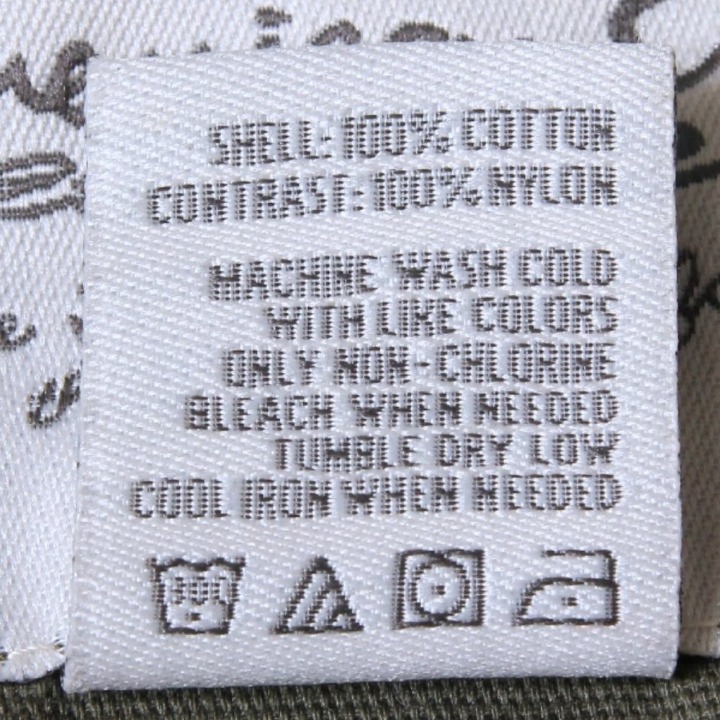 SHELL: 100% COTTON
CONTRAST: 100% NYLON
MACHINE WASH COLD
WITH LIKE COLORS
ONLY NON-CHLORINE
BLEACH WHEN NEEDED
TUMBLE DRY LOW
COOL IRON WHEN NEEDED